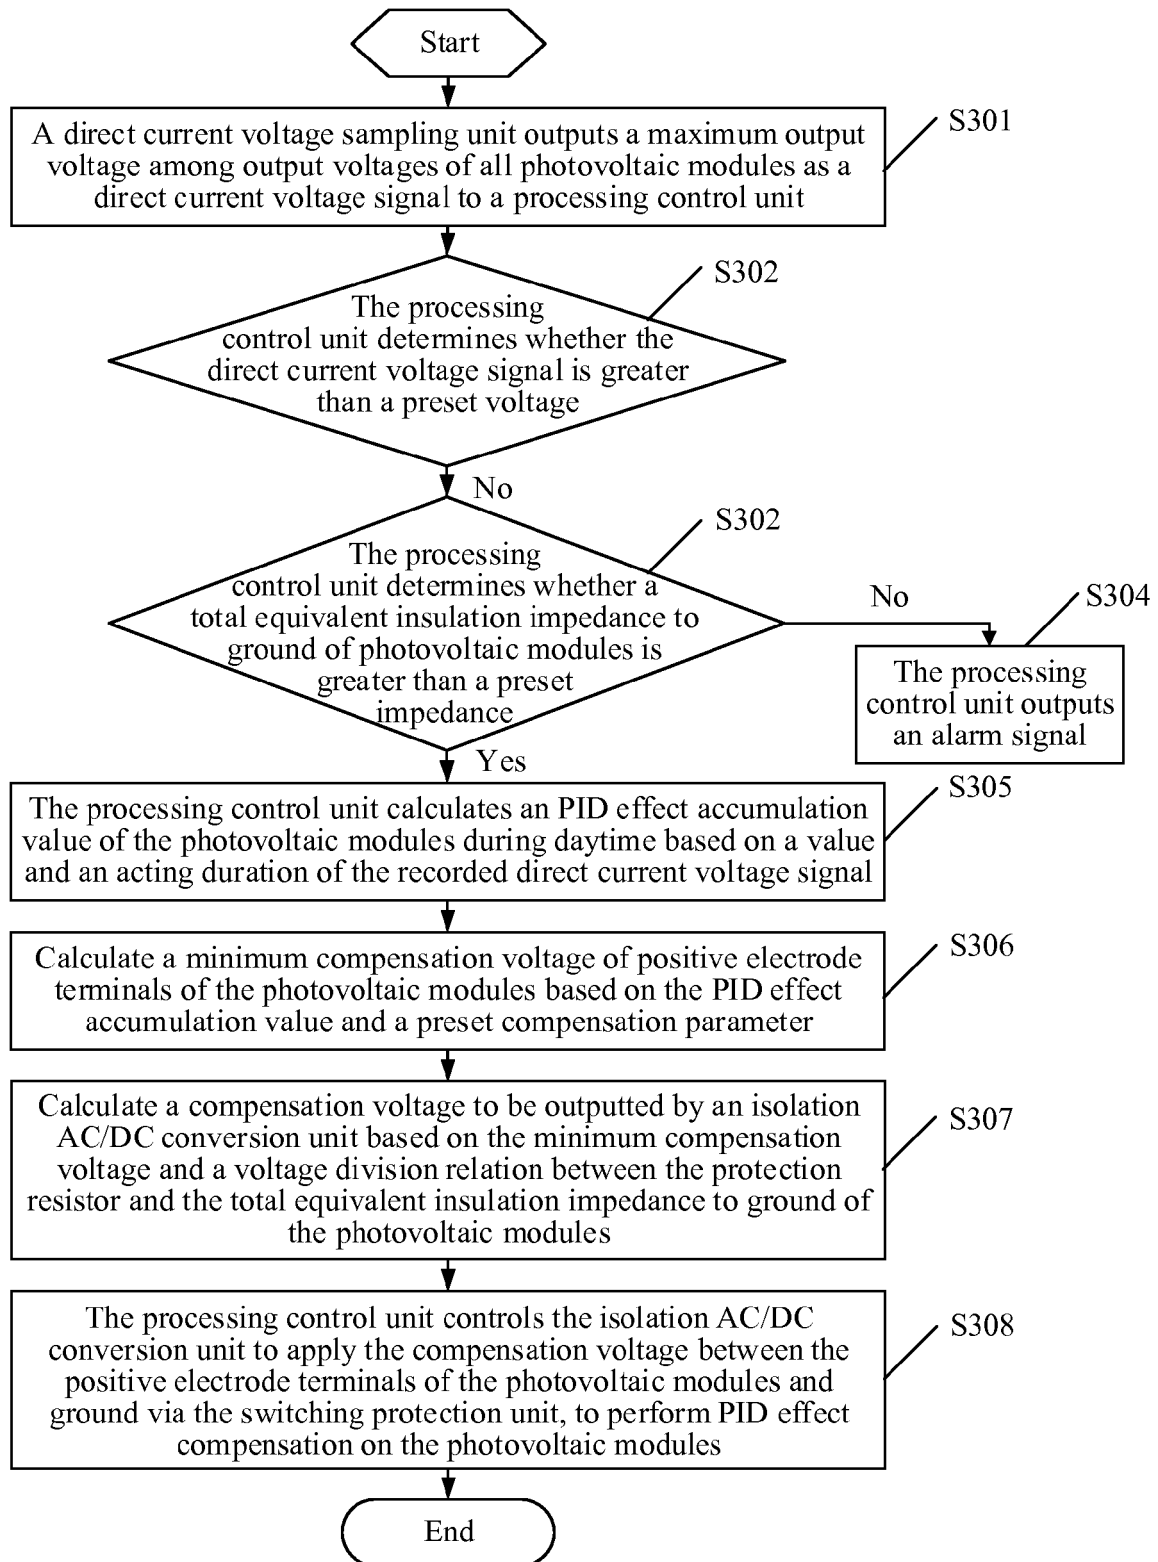 Start
S301
A direct current voltage sampling unit outputs a maximum output
voltage among output voltages of all photovoltaic modules as a
direct current voltage signal to a processing control unit
S302
The processing
control unit determines whether the
direct current voltage signal is greater
than a preset voltage
No
S302
The processing
control unit determines whether a
total equivalent insulation impedance to
ground of photovoltaic modules is
greater than a preset
impedance
No
S304
The processing
control unit outputs
an alarm signal
Yes
S305
The processing control unit calculates an PID effect accumulation
value of the photovoltaic modules during daytime based on a value
and an acting duration of the recorded direct current voltage signal
S306
Calculate a minimum compensation voltage of positive electrode
terminals of the photovoltaic modules based on the PID effect
accumulation value and a preset compensation parameter
S307
Calculate a compensation voltage to be outputted by an isolation
AC/DC conversion unit based on the minimum compensation
voltage and a voltage division relation between the protection
resistor and the total equivalent insulation impedance to ground of
the photovoltaic modules
S308
The processing control unit controls the isolation AC/DC
conversion unit to apply the compensation voltage between the
positive electrode terminals of the photovoltaic modules and
ground via the switching protection unit, to perform PID effect
compensation on the photovoltaic modules
End